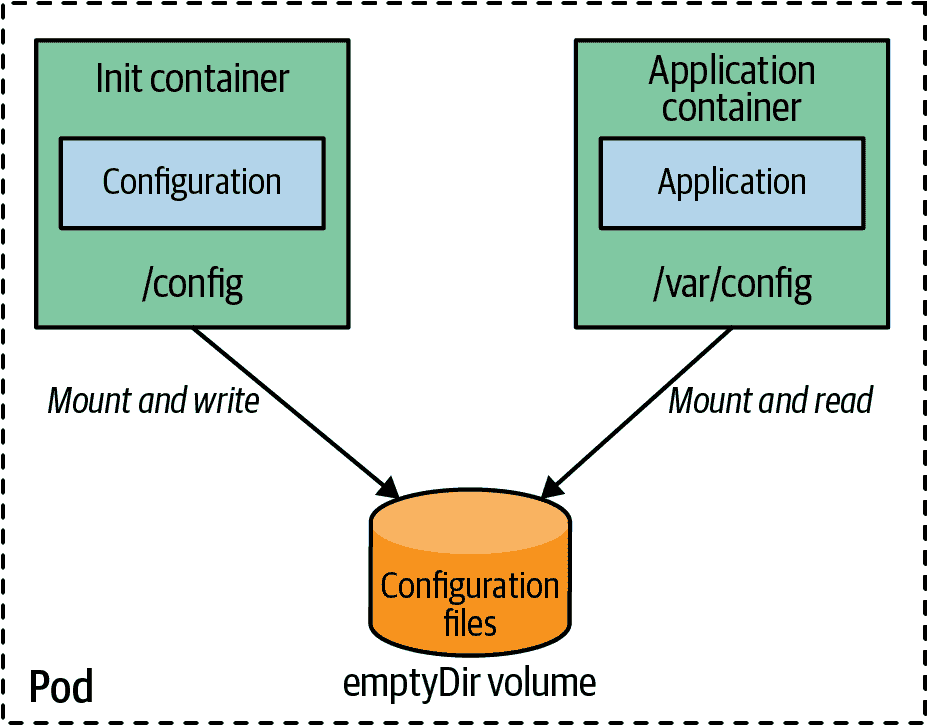 Init container
Configuration
/config
Application
container
Application
/var/config
Mount and write
Mount and read
Configuration
files
emptyDir volume
Pod